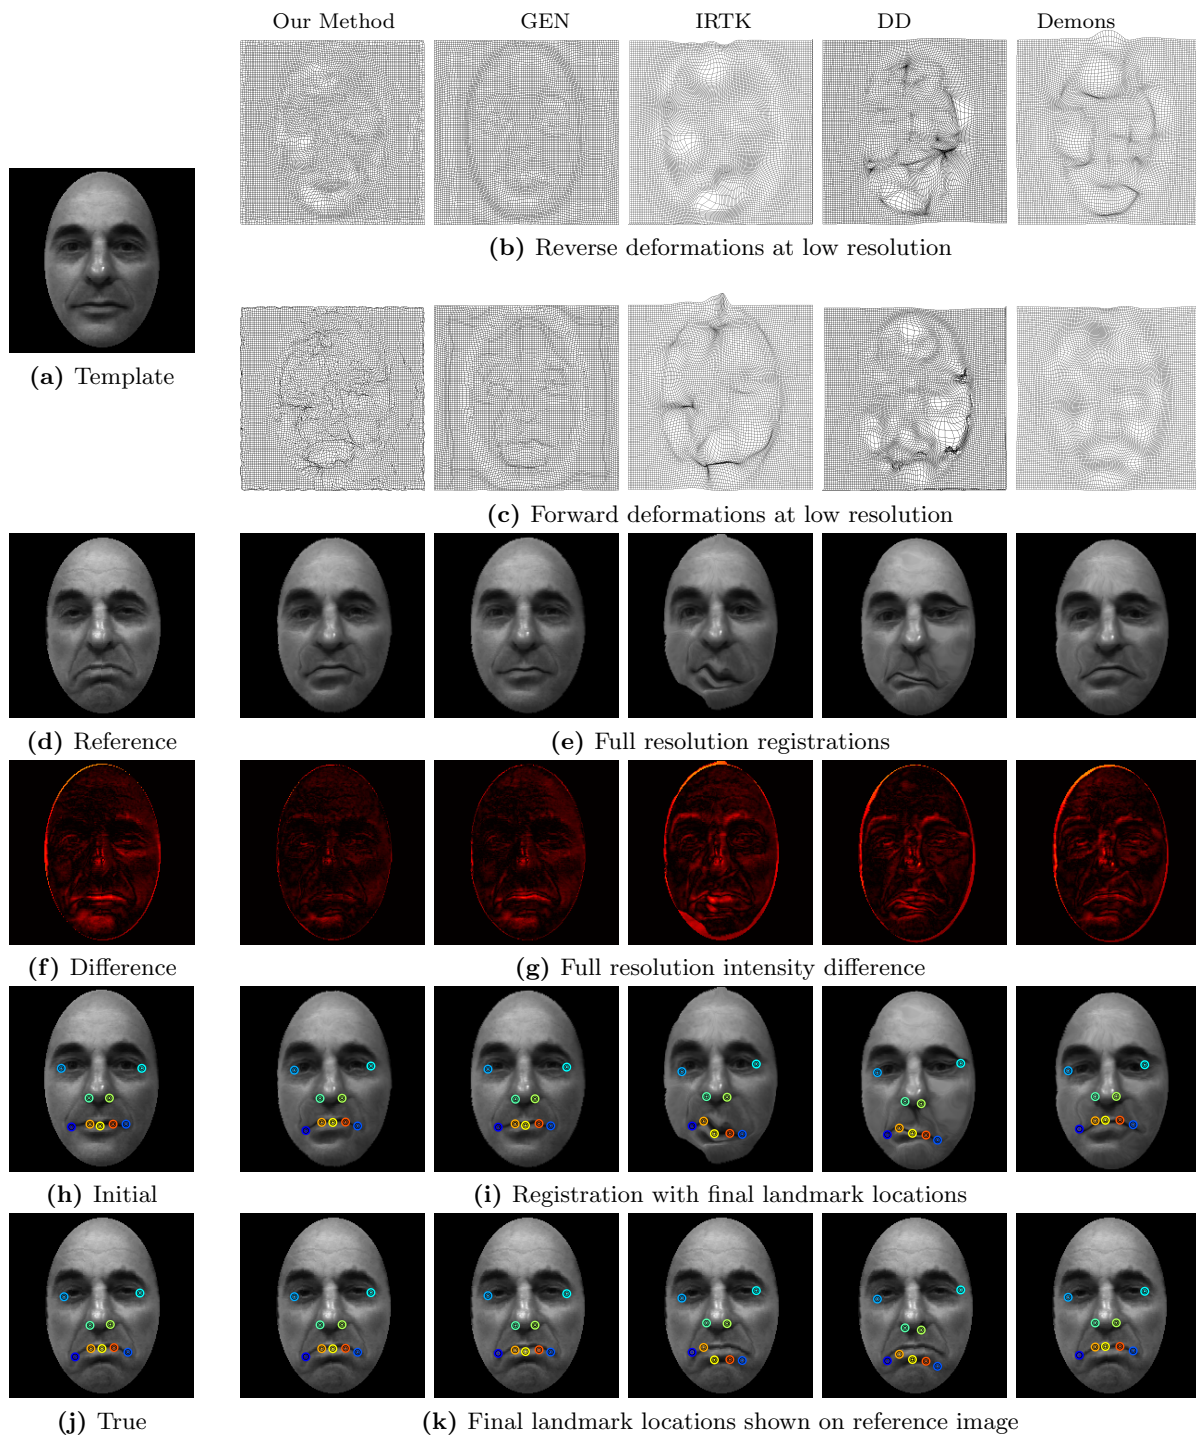 Our Method GEN IRTK DD Demons
(b) Reverse deformations at low resolution
(a) Template
(c) Forward deformations at low resolution
(d) Reference
(e) Full resolution registrations
(f) Difference
(g) Full resolution intensity difference
(h) Initial
(i) Registration with final landmark locations
(j) True
(k) Final landmark locations shown on reference image